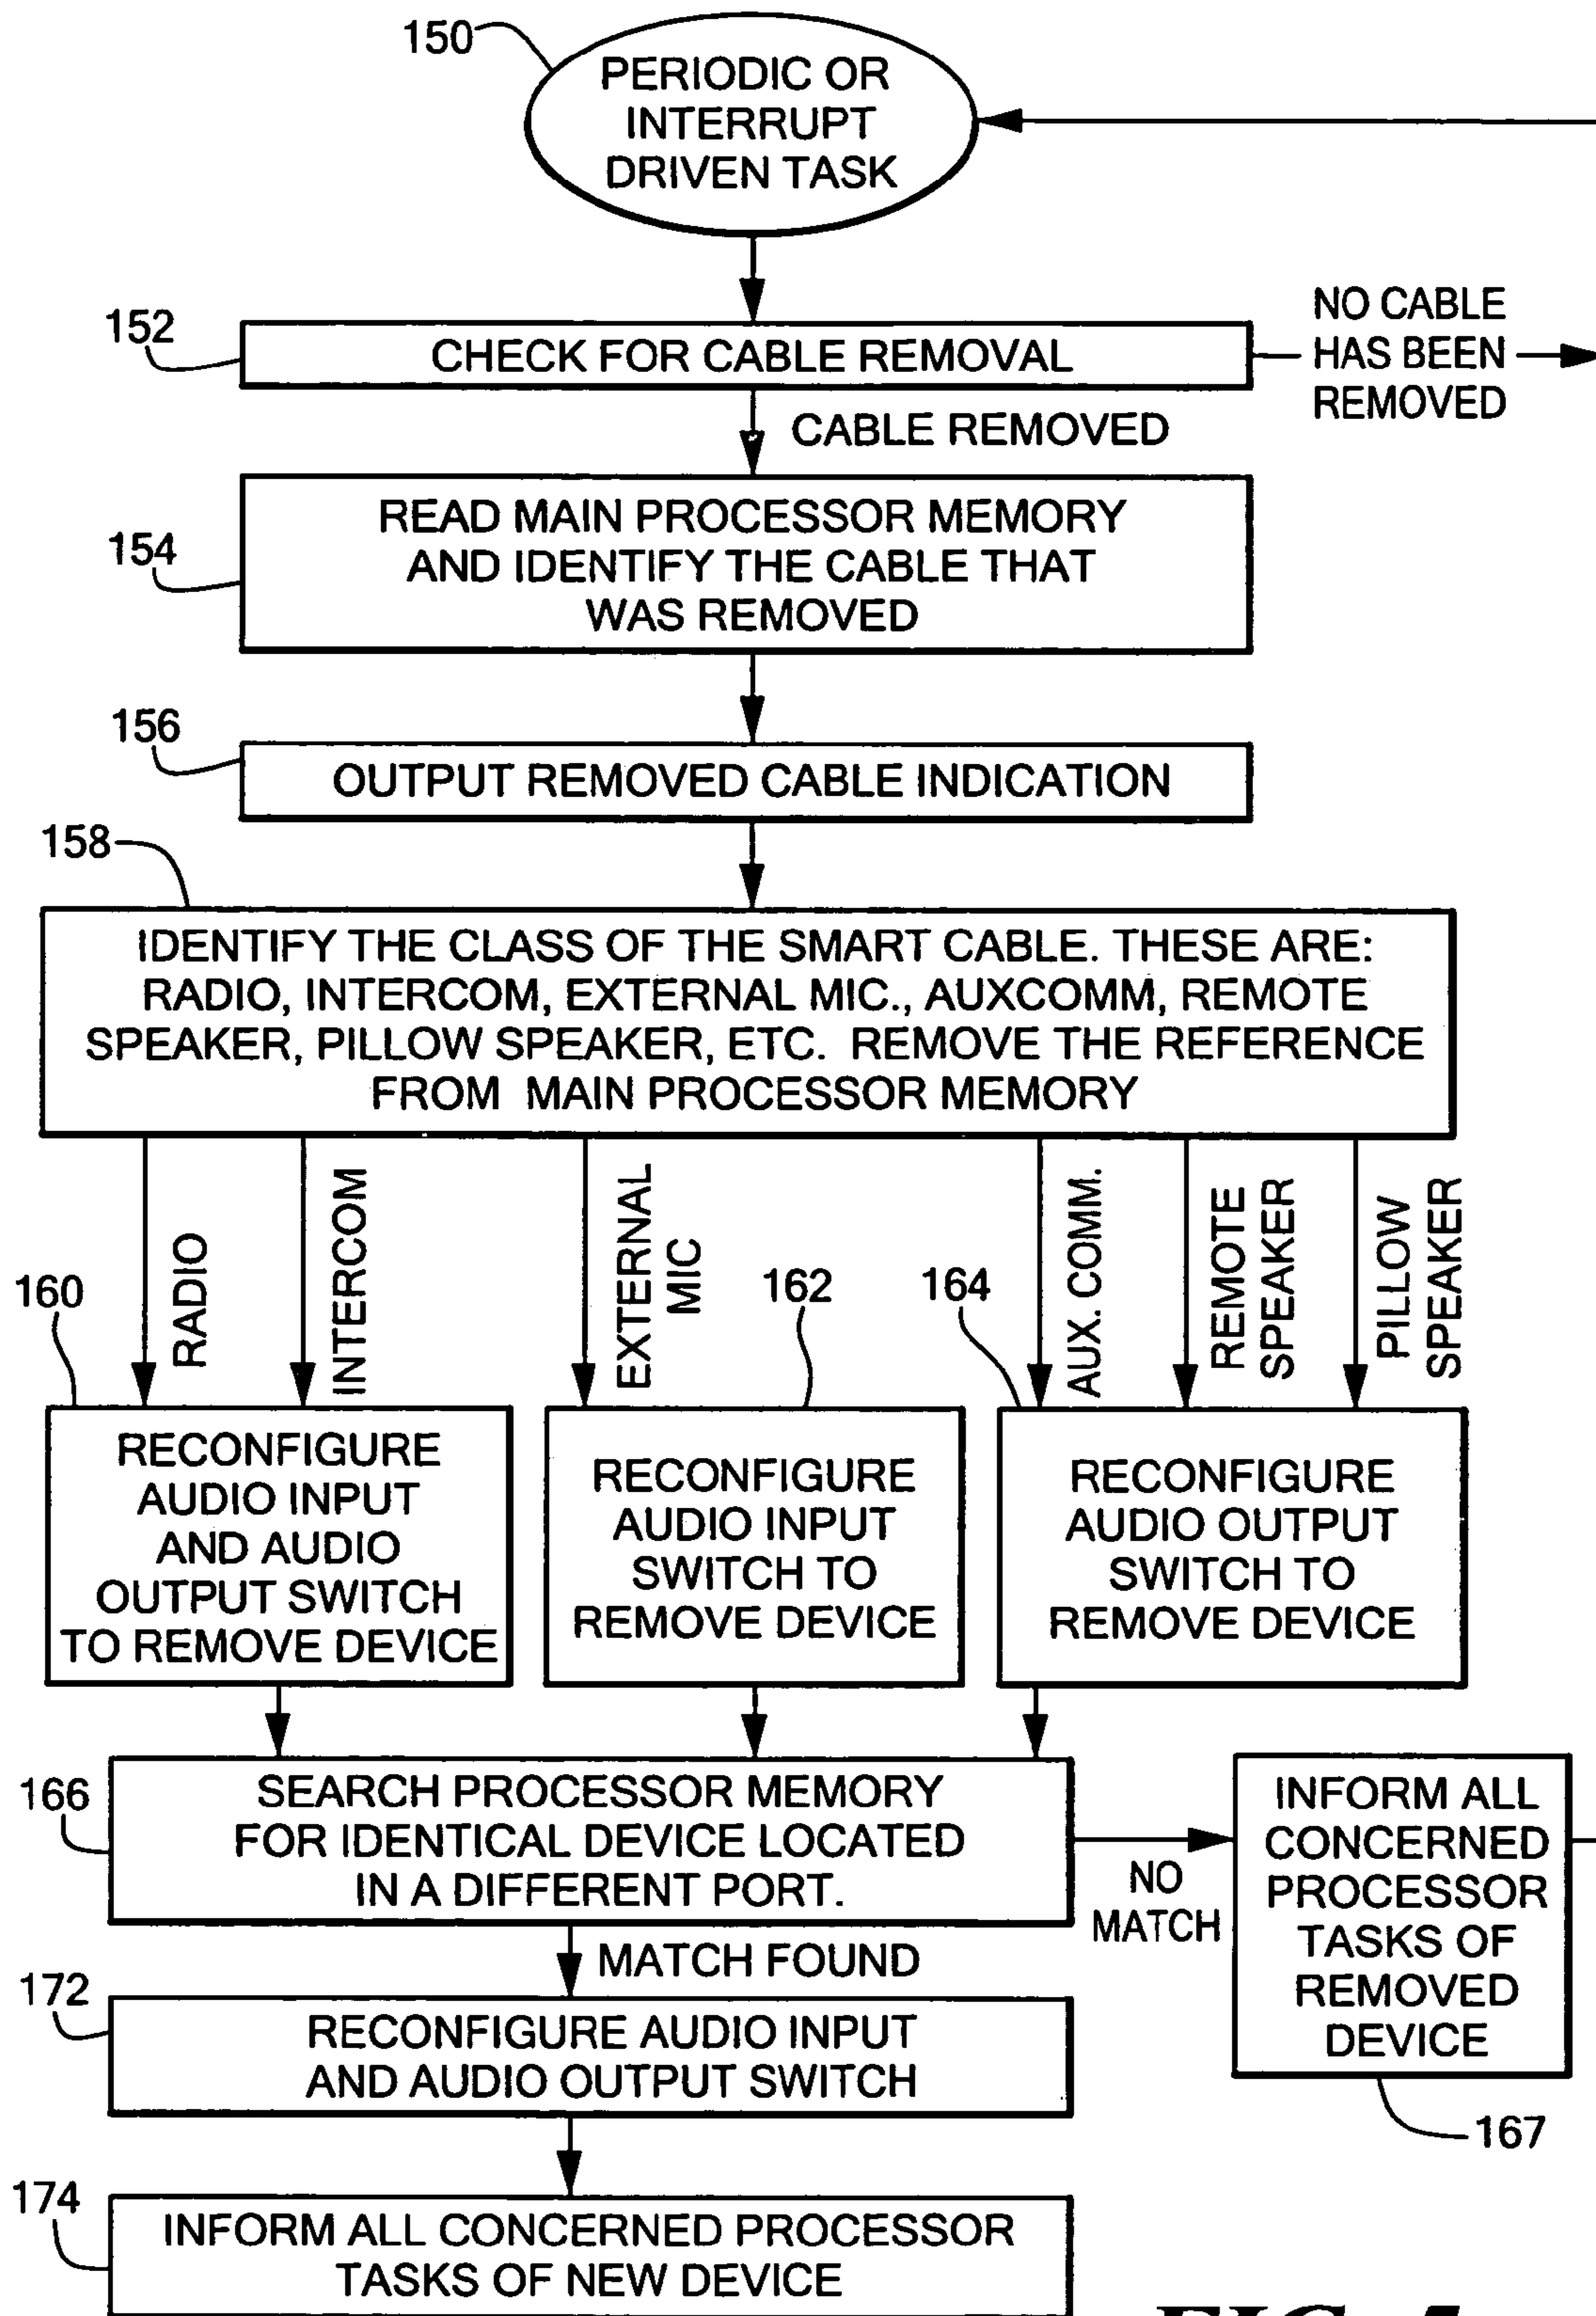 150
PERIODIC OR
INTERRUPT
DRIVEN TASK
152
CHECK FOR CABLE REMOVAL
NO CABLE
HAS BEEN
REMOVED
CABLE REMOVED
154
READ MAIN PROCESSOR MEMORY
AND IDENTIFY THE CABLE THAT
WAS REMOVED
156
OUTPUT REMOVED CABLE INDICATION
158
IDENTIFY THE CLASS OF THE SMART CABLE. THESE ARE:
RADIO, INTERCOM, EXTERNAL MIC., AUXCOMM, REMOTE
SPEAKER, PILLOW SPEAKER, ETC. REMOVE THE REFERENCE
FROM MAIN PROCESSOR MEMORY
RADIO
INTERCOM
EXTERNAL
MIC
AUX. COMM.
REMOTE
SPEAKER
PILLOW
SPEAKER
160
RECONFIGURE
AUDIO INPUT
AND AUDIO
OUTPUT SWITCH
TO REMOVE DEVICE
162
RECONFIGURE
AUDIO INPUT
SWITCH TO
REMOVE DEVICE
164
RECONFIGURE
AUDIO OUTPUT
SWITCH TO
REMOVE DEVICE
166
SEARCH PROCESSOR MEMORY
FOR IDENTICAL DEVICE LOCATED
IN A DIFFERENT PORT.
NO
MATCH
INFORM ALL
CONCERNED
PROCESSOR
TASKS OF
REMOVED
DEVICE
167
MATCH FOUND
172
RECONFIGURE AUDIO INPUT
AND AUDIO OUTPUT SWITCH
174
INFORM ALL CONCERNED PROCESSOR
TASKS OF NEW DEVICE